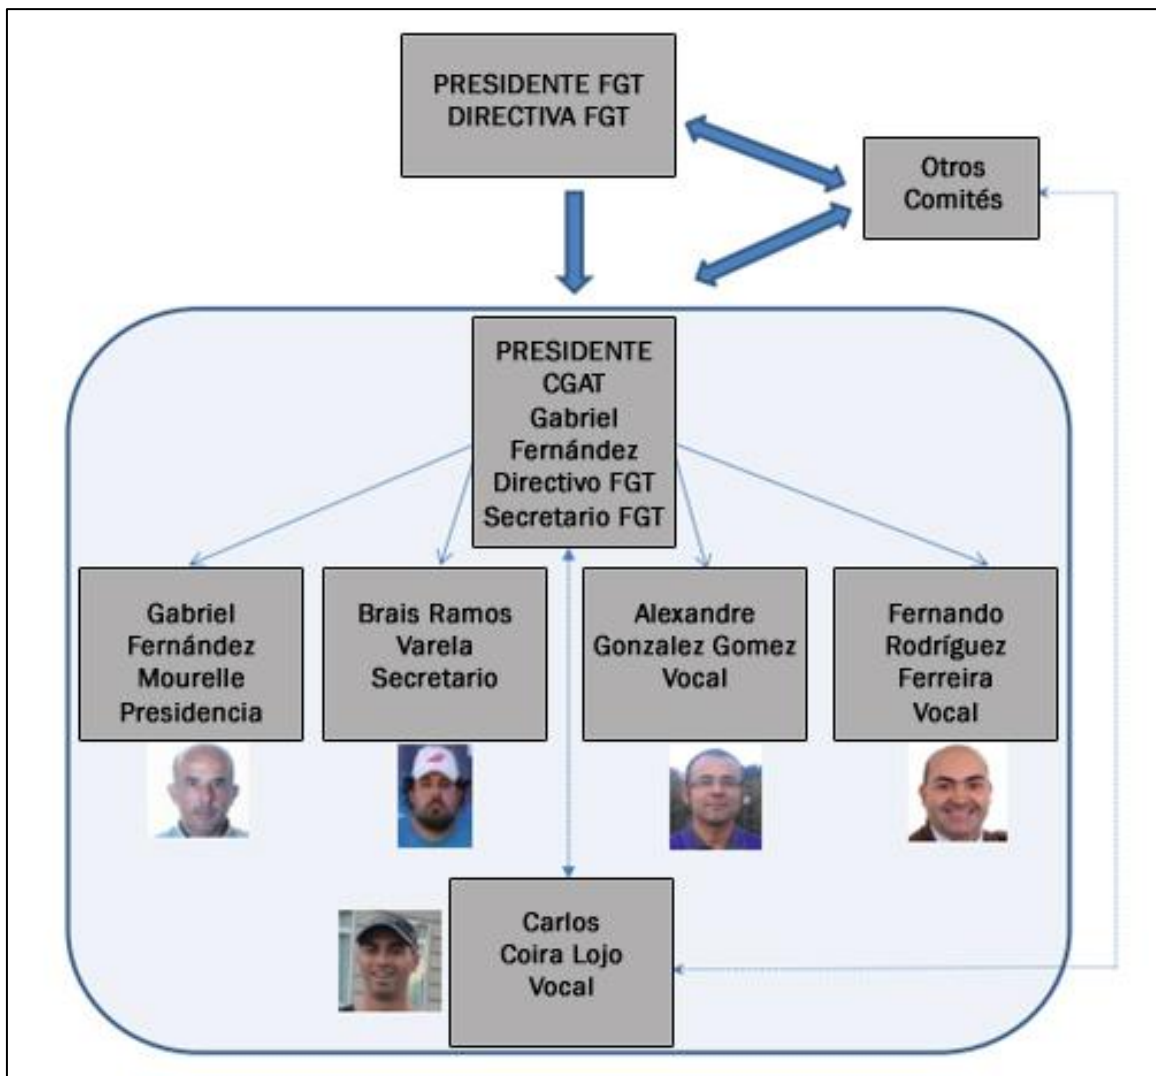 PRESIDENTE FGT
DIRECTIVA FGT
Otros
Comités
PRESIDENTE
CGAT
Gabriel
Fernández
Directivo FGT
Secretario FGT
Gabriel
Fernández
Mourelle
Presidencia
Brais Ramos
Varela
Secretario
Alexandre
Gonzalez Gomez
Vocal
Fernando
Rodríguez
Ferreira
Vocal
Carlos
Coira Lojo
Vocal